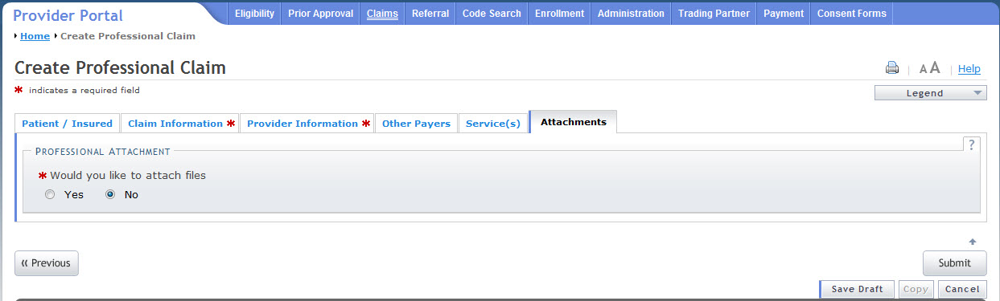 Provider Portal
Eligibility Prior Approval Claims Referral Code Search Enrollment Administration Trading Partner Payment Consent Forms
Home Create Professional Claim
Create Professional Claim
A A Help
* indicates a required field
Legend
Patient / Insured Claim Information * Provider Information * Other Payers Service(s) Attachments
PROFESSIONAL ATTACHMENT ?
* Would you like to attach files
Yes No
« Previous Submit
Save Draft Copy Cancel